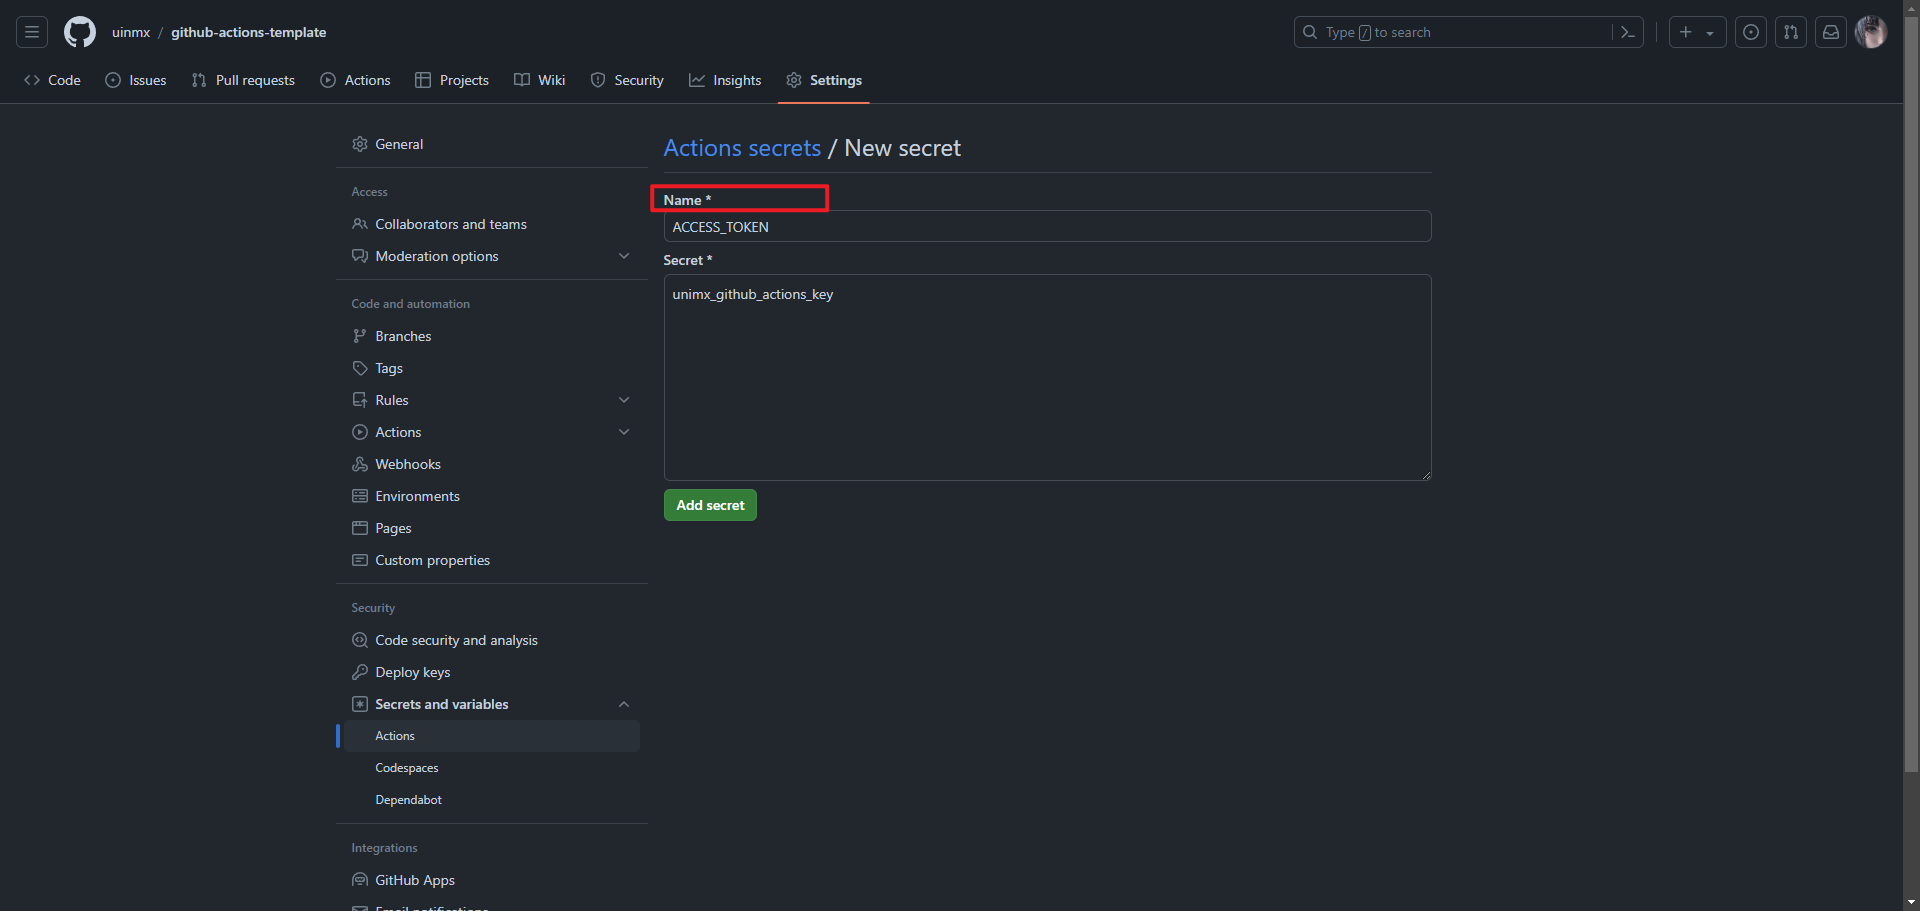 uinmx / github-actions-template
Type / to search
Code Issues Pull requests Actions Projects Wiki Security Insights Settings
General
Access
Collaborators and teams
Moderation options
Code and automation
Branches
Tags
Rules
Actions
Webhooks
Environments
Pages
Custom properties
Security
Code security and analysis
Deploy keys
Secrets and variables
Actions
Codespaces
Dependabot
Integrations
GitHub Apps
Email notifications
Actions secrets / New secret
Name *
ACCESS_TOKEN
Secret *
unimx_github_actions_key
Add secret